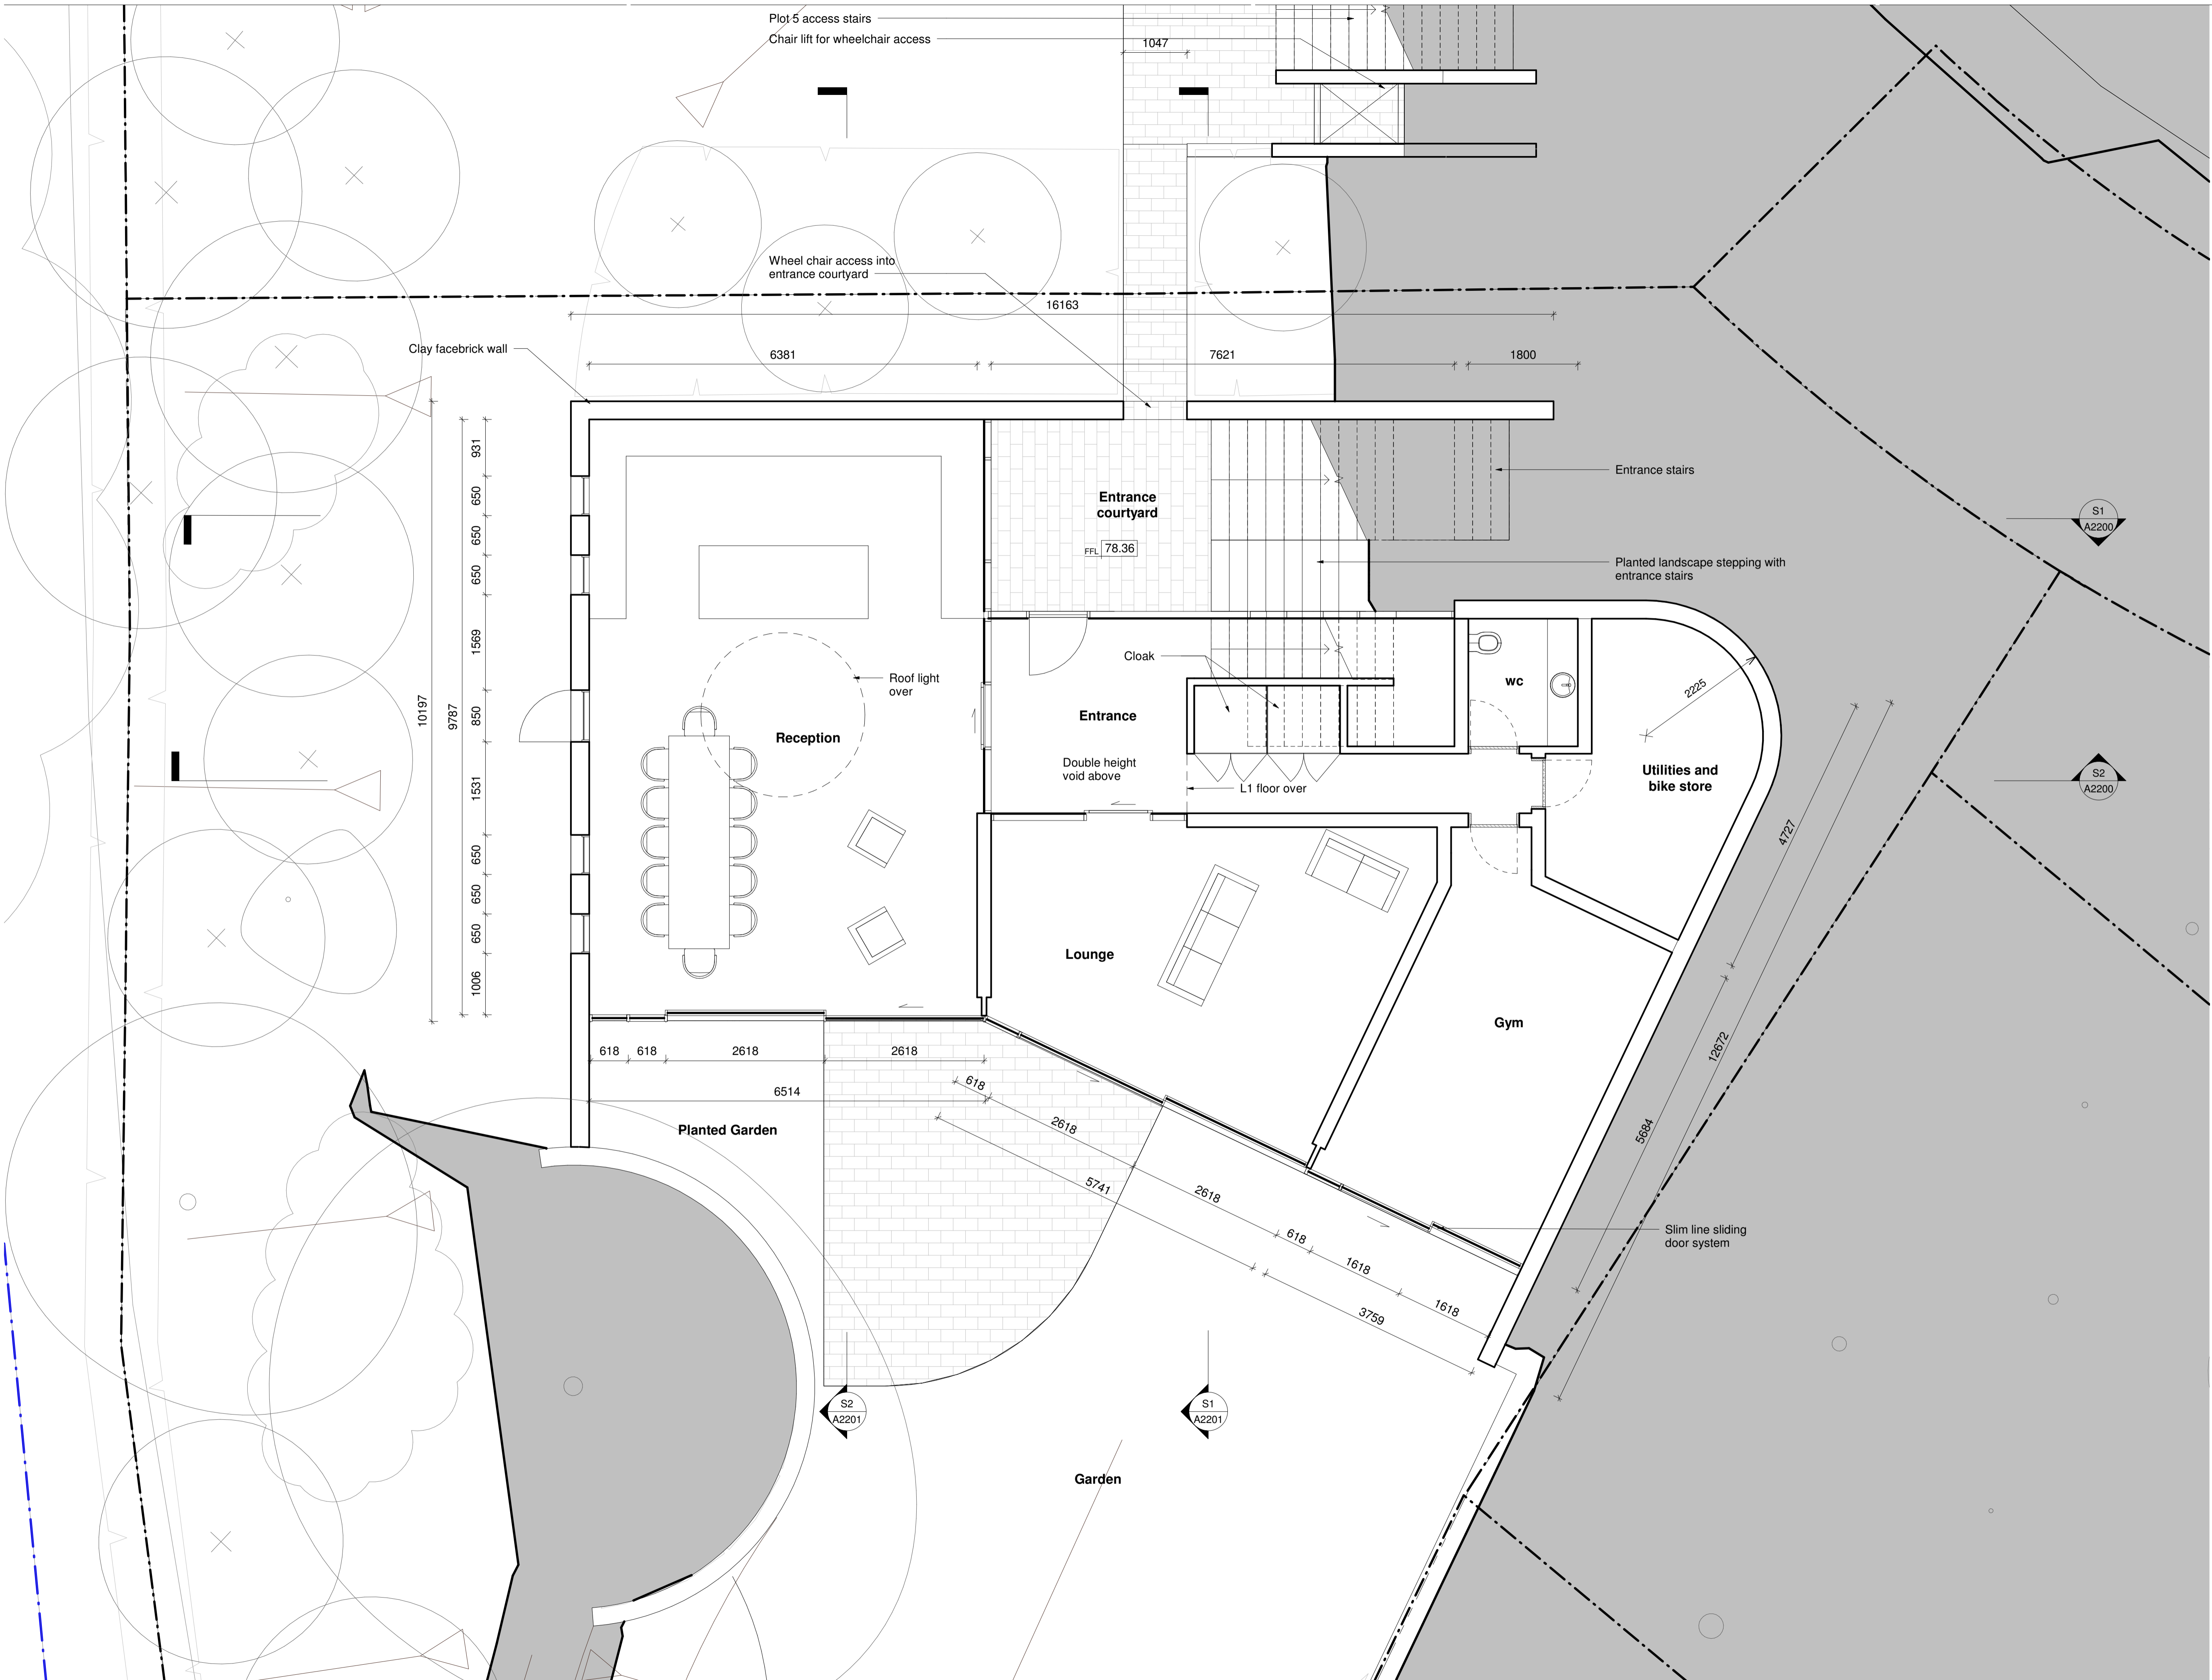 Plot 5 access stairs
Chair lift for wheelchair access
1047
Wheel chair access into
entrance courtyard
16163
Clay facebrick wall
6381
7621
1800
931
650
650
650
1569
850
1531
650
650
650
1006
9787
10197
Entrance
courtyard
FFL 78.36
Entrance stairs
Planted landscape stepping with
entrance stairs
S1
A2200
Cloak
wc
2225
Roof light
over
Reception
Entrance
Double height
void above
L1 floor over
Utilities and
bike store
S2
A2200
4727
12672
5684
Lounge
Gym
618
618
2618
2618
6514
618
2618
2618
618
1618
1618
5741
3759
Planted Garden
Slim line sliding
door system
S2
A2201
S1
A2201
Garden